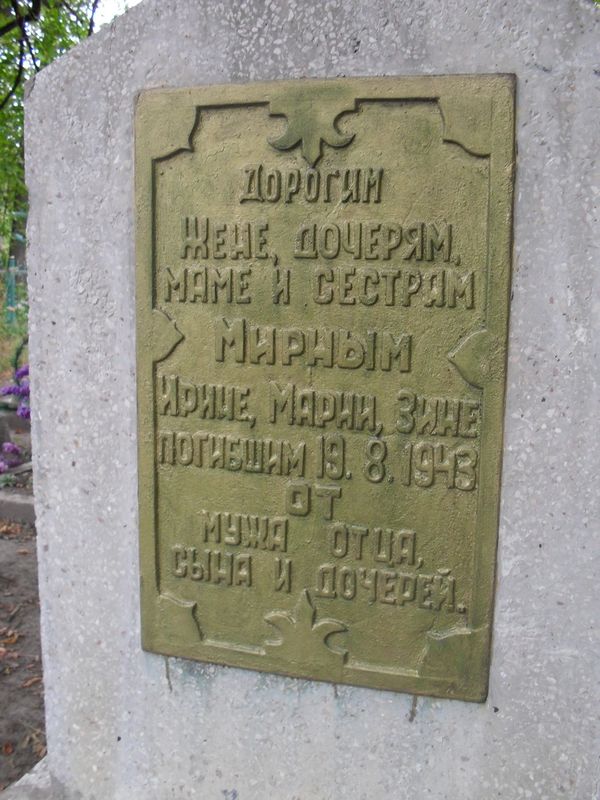 Дорогим
Жене, дочерям,
маме и сестрам
Мирным
Ирине, Марии, Зине
погибшим 19. 8. 1943
от
мужа отца,
сына и дочерей.